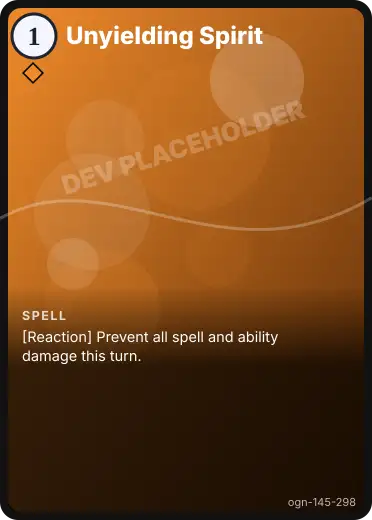 1 Unyielding Spirit
DEV PLACEHOLDER
SPELL
[Reaction] Prevent all spell and ability
damage this turn.
ogn-145-298